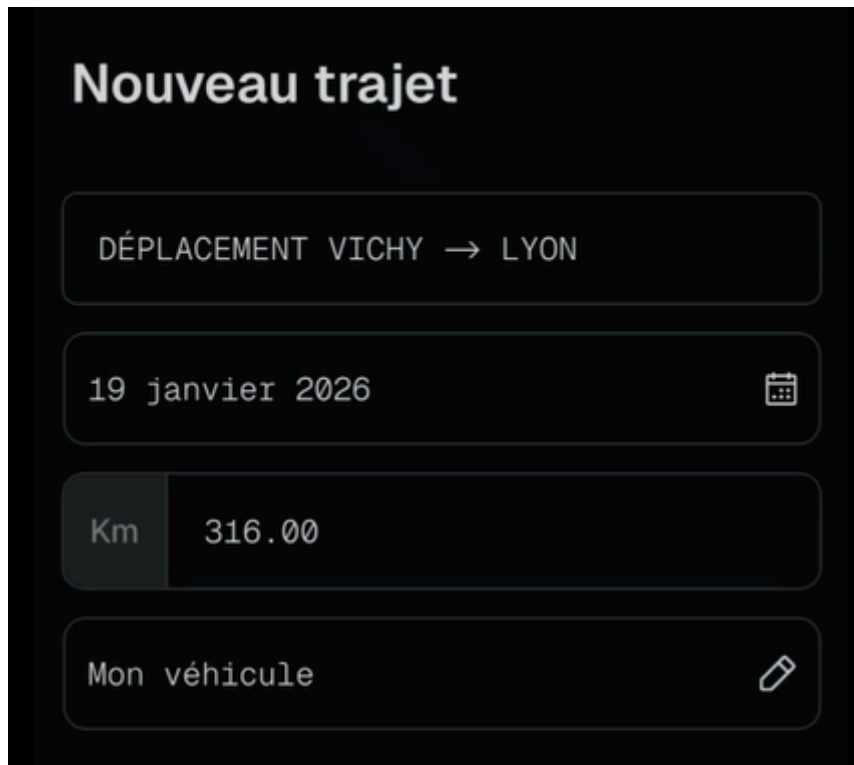 Nouveau trajet
DÉPLACEMENT VICHY → LYON
19 janvier 2026
Km 316.00
Mon véhicule